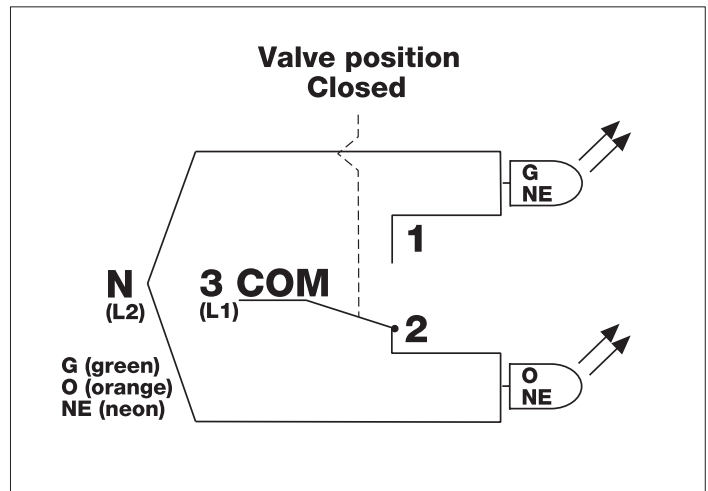 Valve position
Closed
G
NE
1
N
(L2)
3 COM
(L1)
2
G (green)
O (orange)
NE (neon)
O
NE